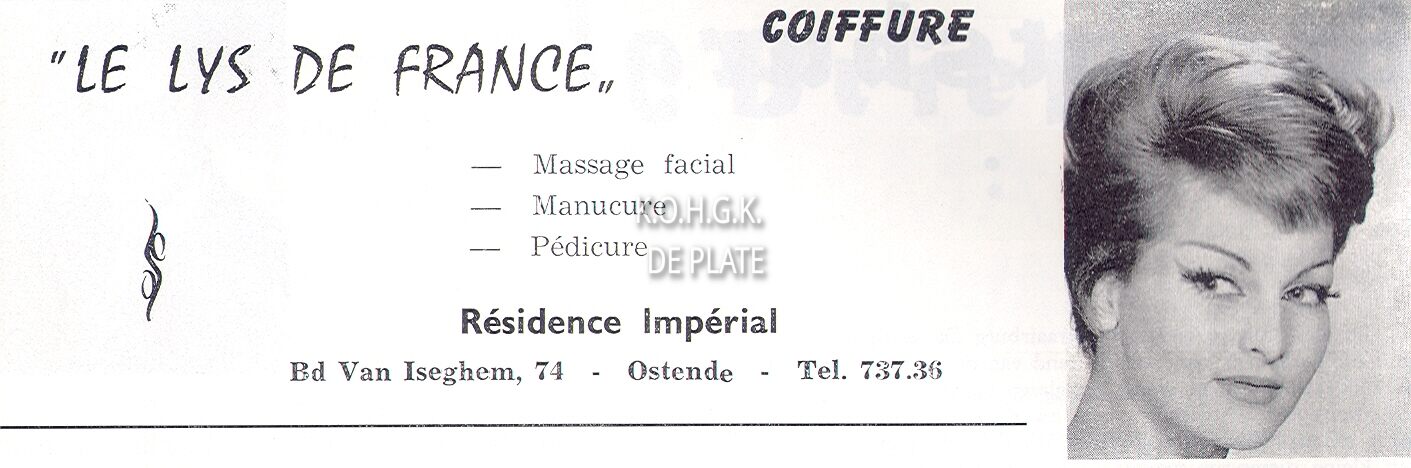 COIFFURE
"LE LYS DE FRANCE„
— Massage facial
— Manucure
— Pédicure
K.O.H.G.K.
DE PLATE
Résidence Impérial
Bd Van Iseghem, 74 - Ostende - Tel. 737.36